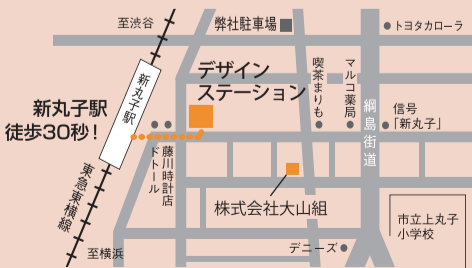 至渋谷
弊社駐車場
トヨタカローラ
デザイン
ステーション
喫茶まりも
マルコ薬局
綱島街道
信号
「新丸子」
新丸子駅
新丸子駅
徒歩30秒!
ドトール
藤川時計店
東急東横線
株式会社大山組
市立上丸子
小学校
至横浜
デニーズ